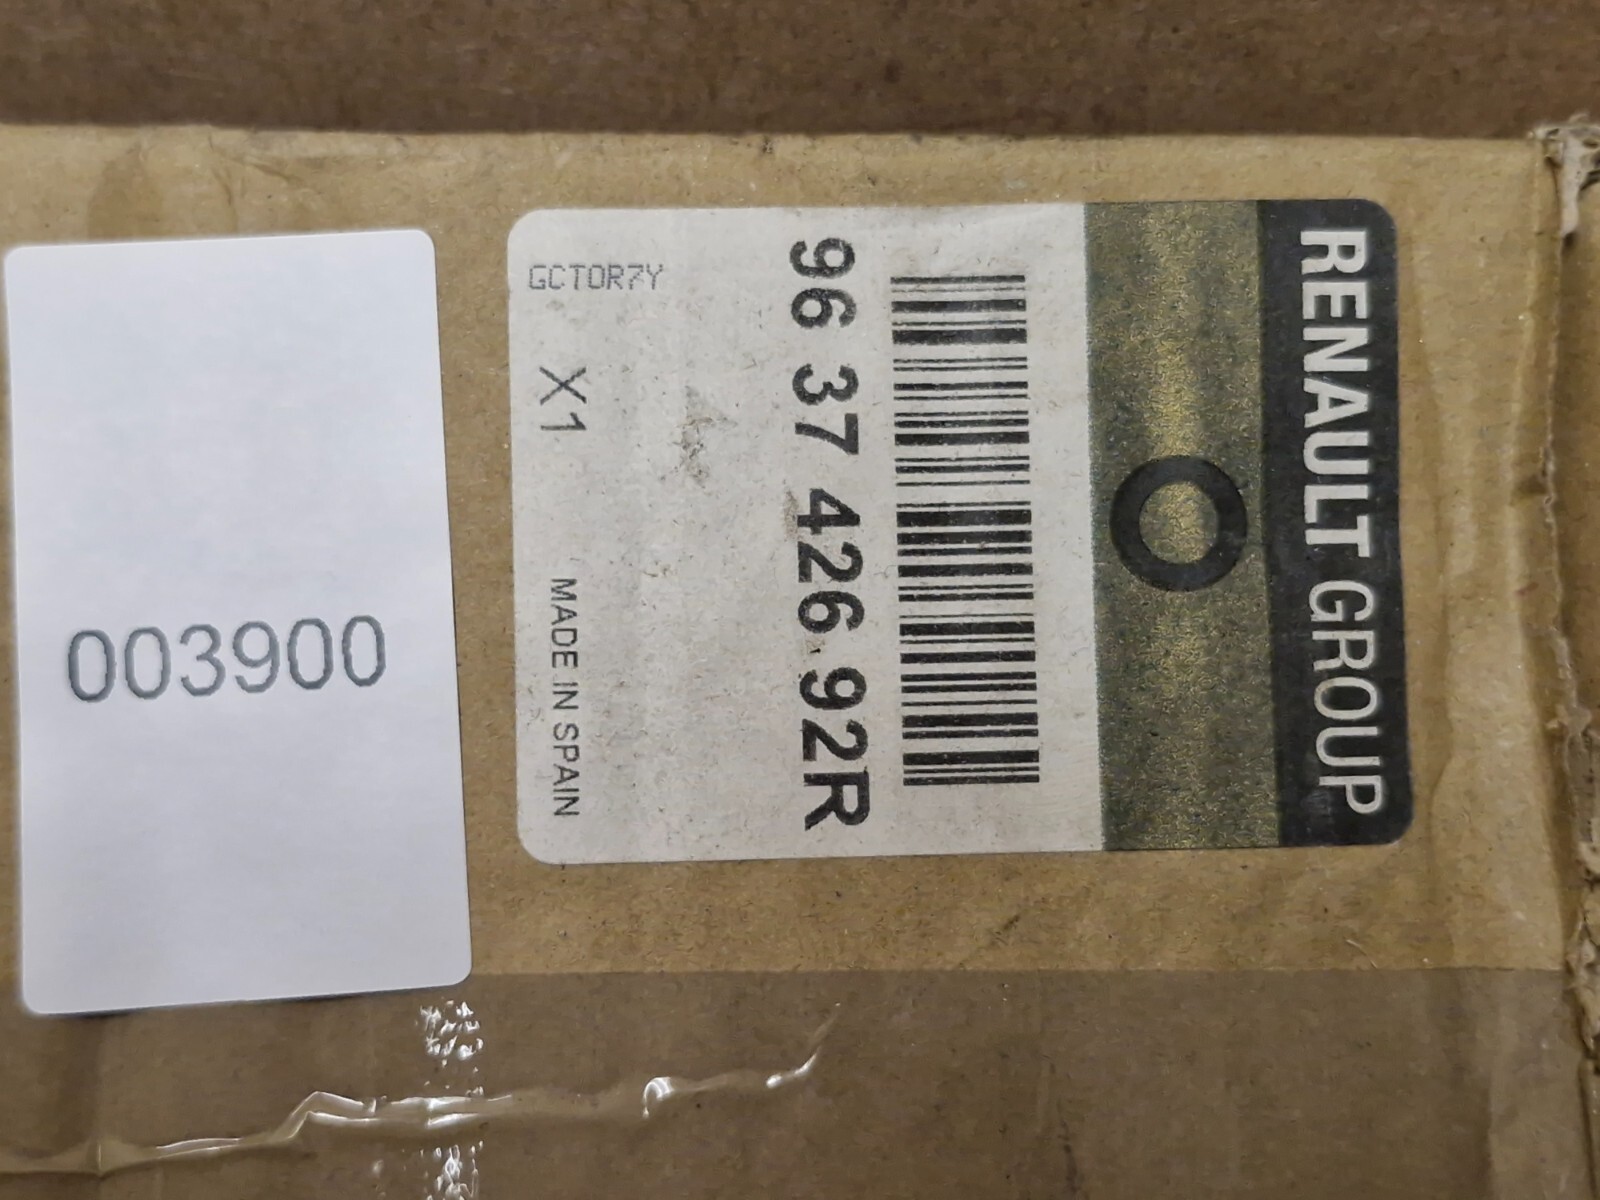 RENAULT GROUP
96 37 426 92R
GCTOR7Y
X1
MADE IN SPAIN
003900